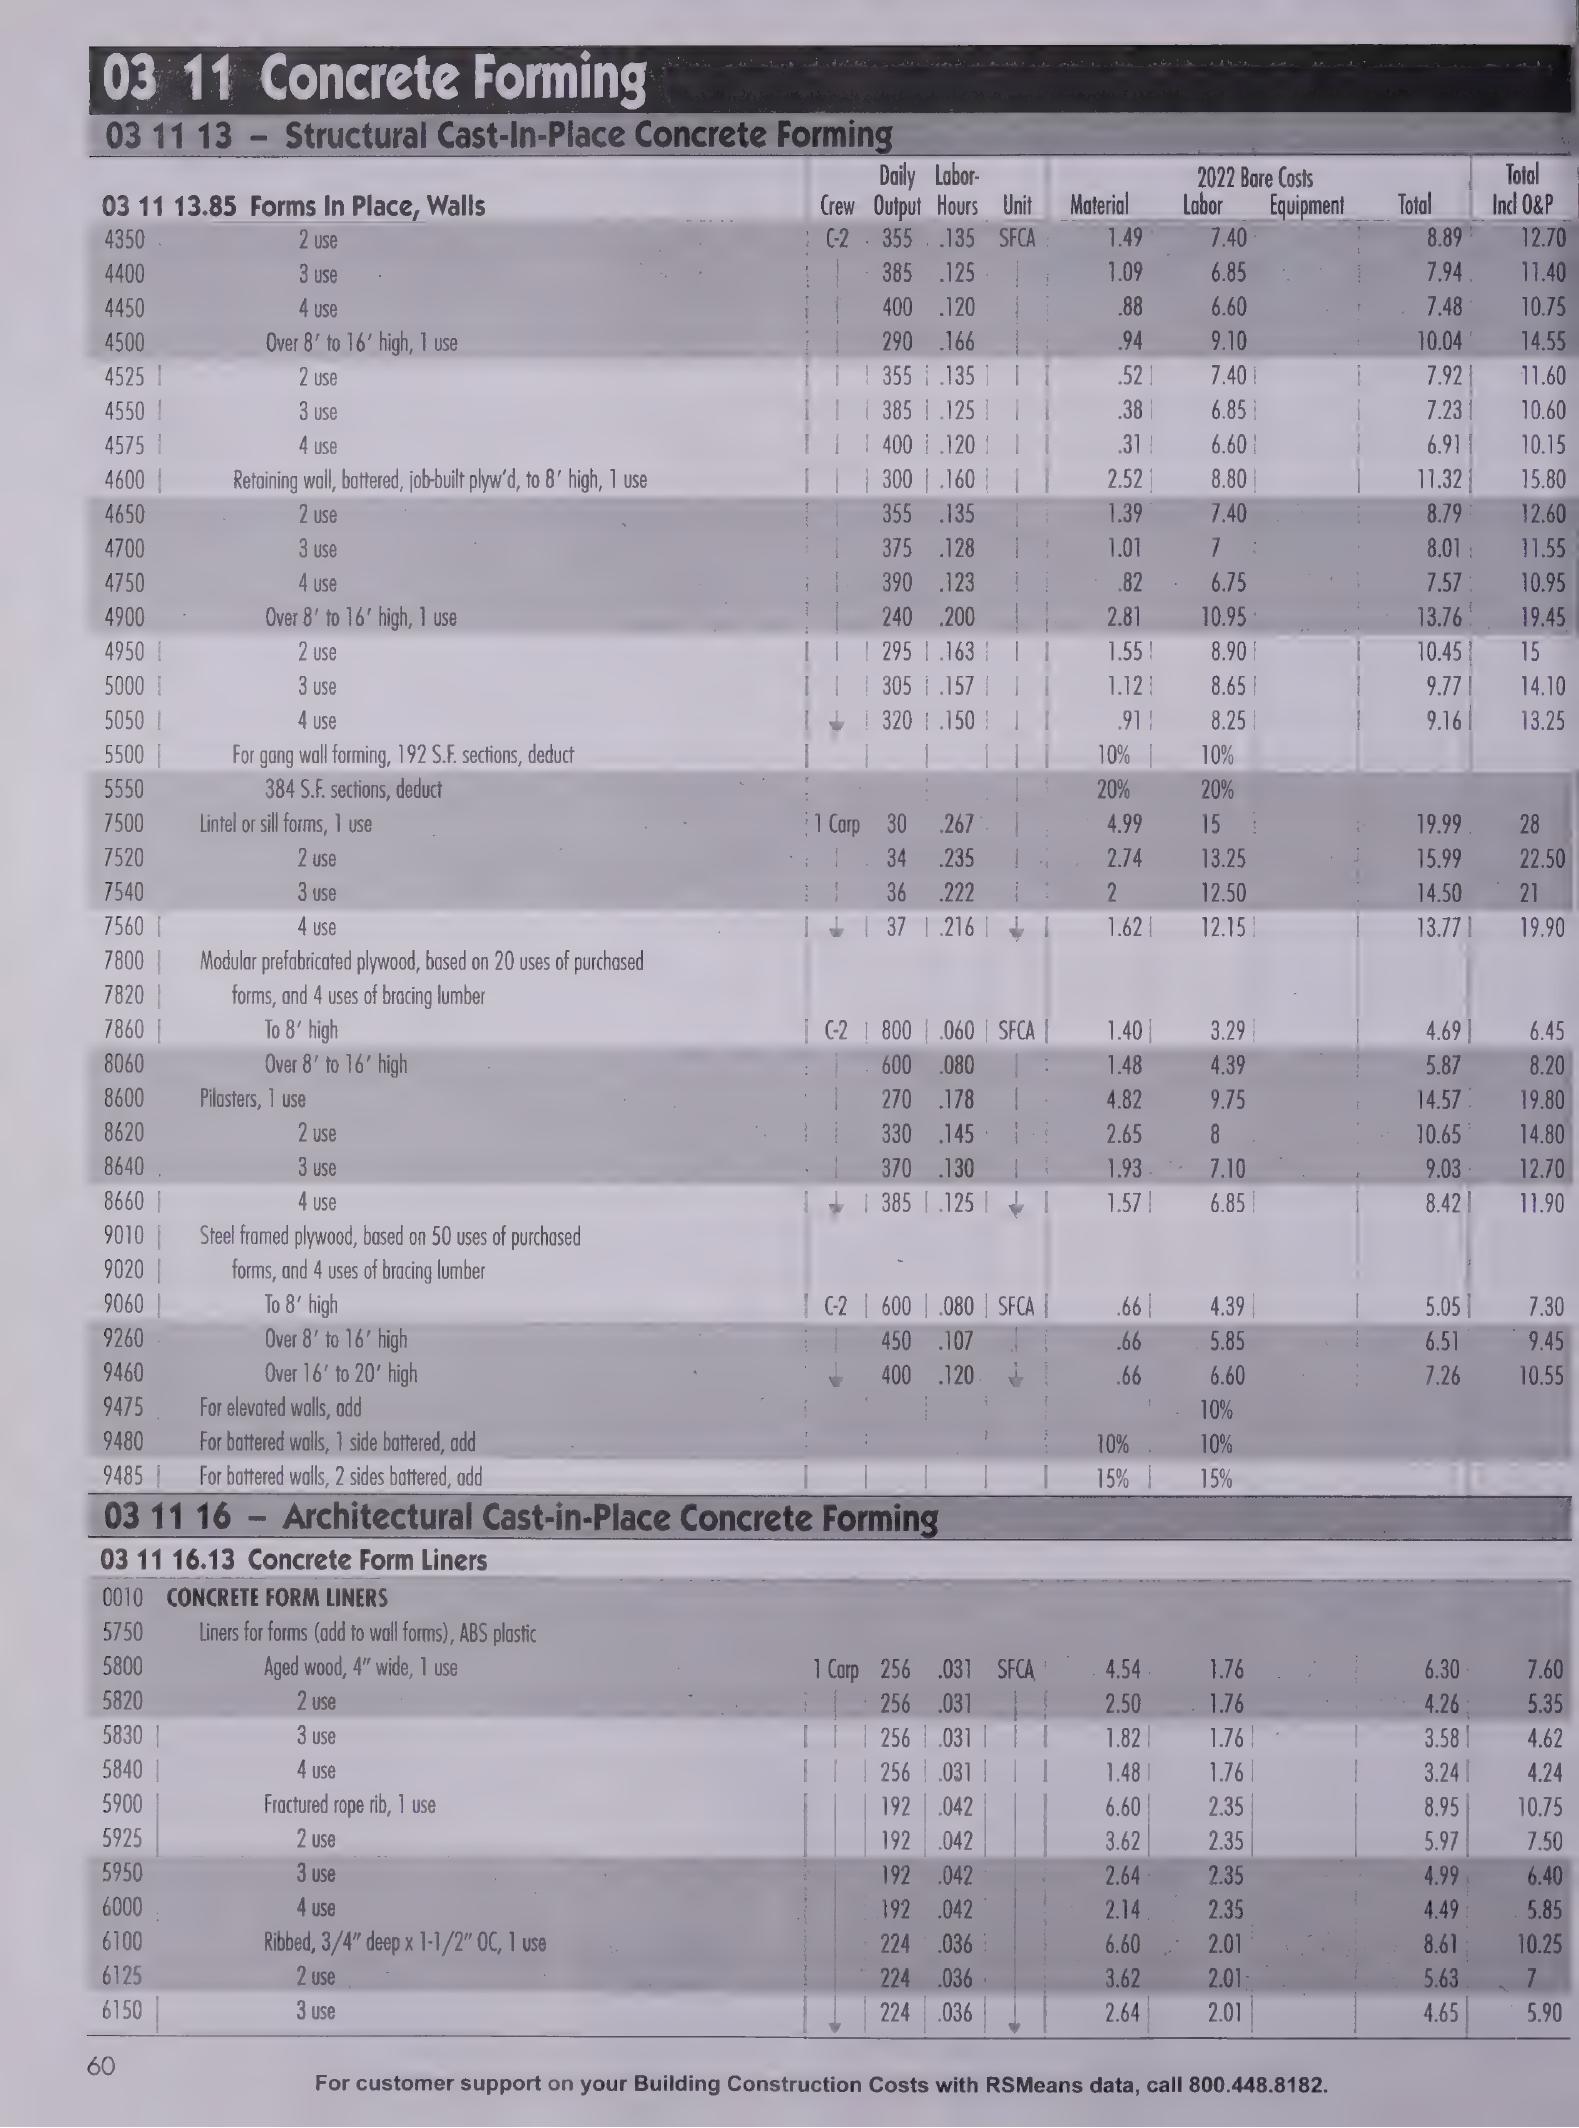 03 11 Concrete Forming
03 11 13 – Structural Cast-In-Place Concrete Forming
Daily Labor- 2022 Bare Costs Total
03 11 13.85 Forms In Place, Walls Crew Output Hours Unit Material Labor Equipment Total Incl O&P
4350 2 use C-2 355 .135 SFCA 1.49 7.40 8.89 12.70
4400 3 use 385 .125 1.09 6.85 7.94 11.40
4450 4 use 400 .120 .88 6.60 7.48 10.75
4500 Over 8' to 16' high, 1 use 290 .166 .94 9.10 10.04 14.55
4525 2 use 355 .135 .52 7.40 7.92 11.60
4550 3 use 385 .125 .38 6.85 7.23 10.60
4575 4 use 400 .120 .31 6.60 6.91 10.15
4600 Retaining wall, battered, job-built plyw'd, to 8' high, 1 use 300 .160 2.52 8.80 11.32 15.80
4650 2 use 355 .135 1.39 7.40 8.79 12.60
4700 3 use 375 .128 1.01 7 8.01 11.55
4750 4 use 390 .123 .82 6.75 7.57 10.95
4900 Over 8' to 16' high, 1 use 240 .200 2.81 10.95 13.76 19.45
4950 2 use 295 .163 1.55 8.90 10.45 15
5000 3 use 305 .157 1.12 8.65 9.77 14.10
5050 4 use 320 .150 .91 8.25 9.16 13.25
5500 For gang wall forming, 192 S.F. sections, deduct 10% 10%
5550 384 S.F. sections, deduct 20% 20%
7500 Lintel or sill forms, 1 use 1 Carp 30 .267 4.99 15 19.99 28
7520 2 use 34 .235 2.74 13.25 15.99 22.50
7540 3 use 36 .222 2 12.50 14.50 21
7560 4 use 37 .216 1.62 12.15 13.77 19.90
7800 Modular prefabricated plywood, based on 20 uses of purchased
7820 forms, and 4 uses of bracing lumber
7860 To 8' high C-2 800 .060 SFCA 1.40 3.29 4.69 6.45
8060 Over 8' to 16' high 600 .080 1.48 4.39 5.87 8.20
8600 Pilasters, 1 use 270 .178 4.82 9.75 14.57 19.80
8620 2 use 330 .145 2.65 8 10.65 14.80
8640 3 use 370 .130 1.93 7.10 9.03 12.70
8660 4 use 385 .125 1.57 6.85 8.42 11.90
9010 Steel framed plywood, based on 50 uses of purchased
9020 forms, and 4 uses of bracing lumber
9060 To 8' high C-2 600 .080 SFCA .66 4.39 5.05 7.30
9260 Over 8' to 16' high 450 .107 .66 5.85 6.51 9.45
9460 Over 16' to 20' high 400 .120 .66 6.60 7.26 10.55
9475 For elevated walls, add 10%
9480 For battered walls, 1 side battered, add 10% 10%
9485 For battered walls, 2 sides battered, add 15% 15%
03 11 16 – Architectural Cast-in-Place Concrete Forming
03 11 16.13 Concrete Form Liners
0010 CONCRETE FORM LINERS
5750 Liners for forms (add to wall forms), ABS plastic
5800 Aged wood, 4" wide, 1 use 1 Carp 256 .031 SFCA 4.54 1.76 6.30 7.60
5820 2 use 256 .031 2.50 1.76 4.26 5.35
5830 3 use 256 .031 1.82 1.76 3.58 4.62
5840 4 use 256 .031 1.48 1.76 3.24 4.24
5900 Fractured rope rib, 1 use 192 .042 6.60 2.35 8.95 10.75
5925 2 use 192 .042 3.62 2.35 5.97 7.50
5950 3 use 192 .042 2.64 2.35 4.99 6.40
6000 4 use 192 .042 2.14 2.35 4.49 5.85
6100 Ribbed, 3/4" deep x 1-1/2" OC, 1 use 224 .036 6.60 2.01 8.61 10.25
6125 2 use 224 .036 3.62 2.01 5.63 7
6150 3 use 224 .036 2.64 2.01 4.65 5.90
60
For customer support on your Building Construction Costs with RSMeans data, call 800.448.8182.